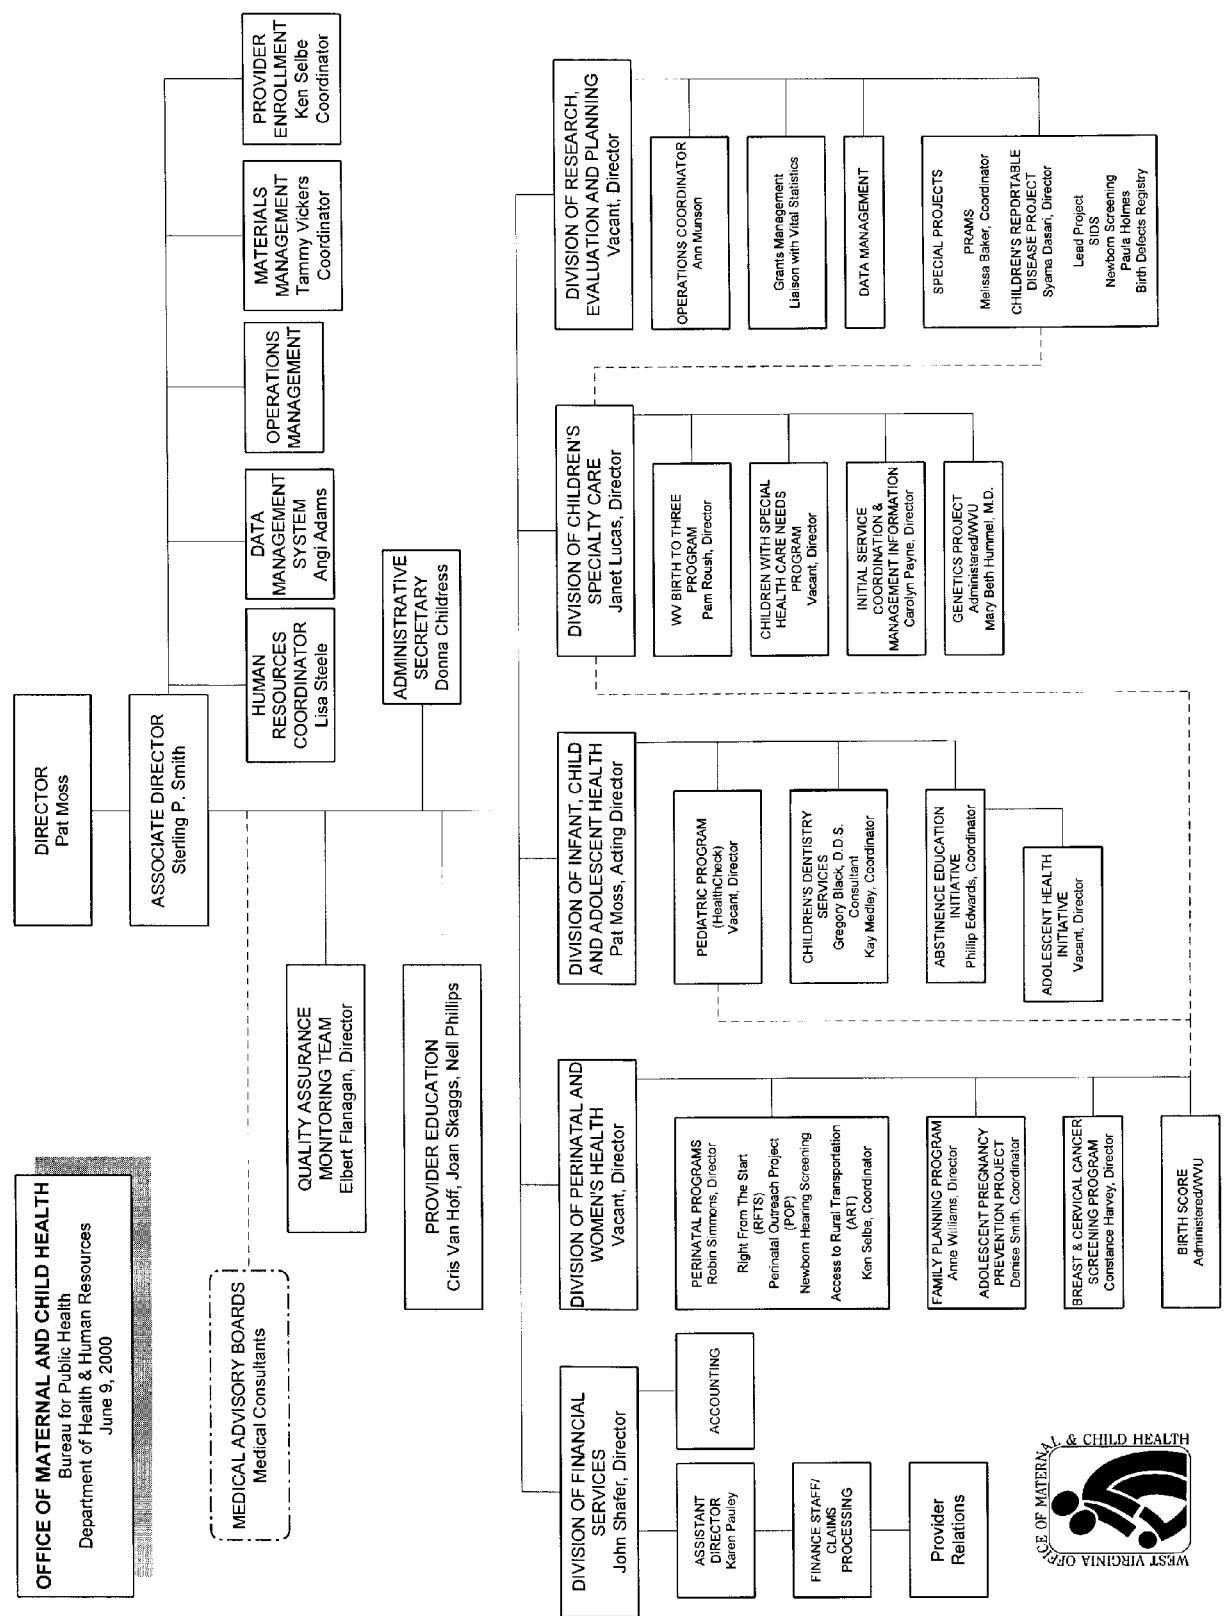 OFFICE OF MATERNAL AND CHILD HEALTH
Bureau for Public Health
Department of Health & Human Resources
June 9, 2000
DIRECTOR
Pat Moss
ASSOCIATE DIRECTOR
Sterling P. Smith
HUMAN
RESOURCES
COORDINATOR
Lisa Steele
DATA
MANAGEMENT
SYSTEM
Angi Adams
OPERATIONS
MANAGEMENT
MATERIALS
MANAGEMENT
Tammy Vickers
Coordinator
PROVIDER
ENROLLMENT
Ken Selbe
Coordinator
MEDICAL ADVISORY BOARDS
Medical Consultants
QUALITY ASSURANCE
MONITORING TEAM
Elbert Flanagan, Director
ADMINISTRATIVE
SECRETARY
Donna Childress
PROVIDER EDUCATION
Cris Van Hoff, Joan Skaggs, Nell Phillips
DIVISION OF FINANCIAL
SERVICES
John Shafer, Director
ASSISTANT
DIRECTOR
Karen Pauley
ACCOUNTING
FINANCE STAFF/
CLAIMS
PROCESSING
Provider
Relations
DIVISION OF PERINATAL AND
WOMEN'S HEALTH
Vacant, Director
PERINATAL PROGRAMS
Robin Simmons, Director
Right From The Start
(RFTS)
Perinatal Outreach Project
(POP)
Newborn Hearing Screening
Access to Rural Transportation
(ART)
Ken Selbe, Coordinator
FAMILY PLANNING PROGRAM
Anne Williams, Director
ADOLESCENT PREGNANCY
PREVENTION PROJECT
Denise Smith, Coordinator
BREAST & CERVICAL CANCER
SCREENING PROGRAM
Constance Harvey, Director
BIRTH SCORE
Administered/WVU
DIVISION OF INFANT, CHILD
AND ADOLESCENT HEALTH
Pat Moss, Acting Director
PEDIATRIC PROGRAM
(HealthCheck)
Vacant, Director
CHILDREN'S DENTISTRY
SERVICES
Gregory Black, D.D.S.
Consultant
Kay Medley, Coordinator
ABSTINENCE EDUCATION
INITIATIVE
Phillip Edwards, Coordinator
ADOLESCENT HEALTH
INITIATIVE
Vacant, Director
DIVISION OF CHILDREN'S
SPECIALTY CARE
Janet Lucas, Director
WV BIRTH TO THREE
PROGRAM
Pam Roush, Director
CHILDREN WITH SPECIAL
HEALTH CARE NEEDS
PROGRAM
Vacant, Director
INITIAL SERVICE
COORDINATION &
MANAGEMENT INFORMATION
Carolyn Payne, Director
GENETICS PROJECT
Administered/WVU
Mary Beth Hummel, M.D.
DIVISION OF RESEARCH,
EVALUATION AND PLANNING
Vacant, Director
OPERATIONS COORDINATOR
Ann Munson
Grants Management
Liaison with Vital Statistics
DATA MANAGEMENT
SPECIAL PROJECTS
PRAMS
Melissa Baker, Coordinator
CHILDREN'S REPORTABLE
DISEASE PROJECT
Syama Dasari, Director
Lead Project
SIDS
Newborn Screening
Paula Holmes
Birth Defects Registry
WEST VIRGINIA OFFICE OF MATERNAL & CHILD HEALTH